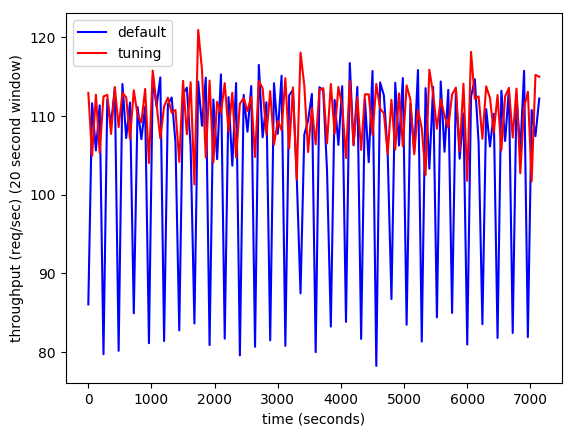 default
tuning
throughput (req/sec) (20 second window)
120
110
100
90
80
0 1000 2000 3000 4000 5000 6000 7000
time (seconds)